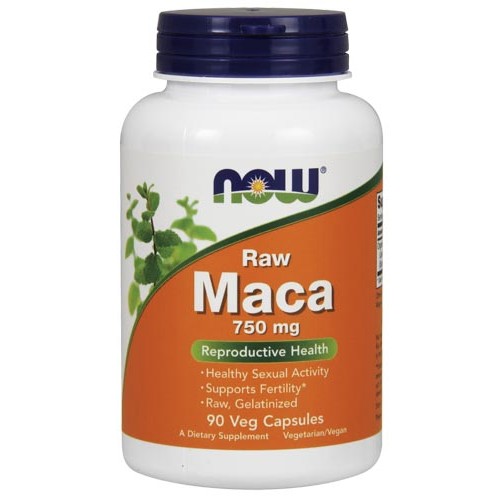 NOW
Raw
Maca
750 mg
Reproductive Health
• Healthy Sexual Activity
• Supports Fertility*
• Raw, Gelatinized
90 Veg Capsules
A Dietary Supplement Vegetarian/Vegan